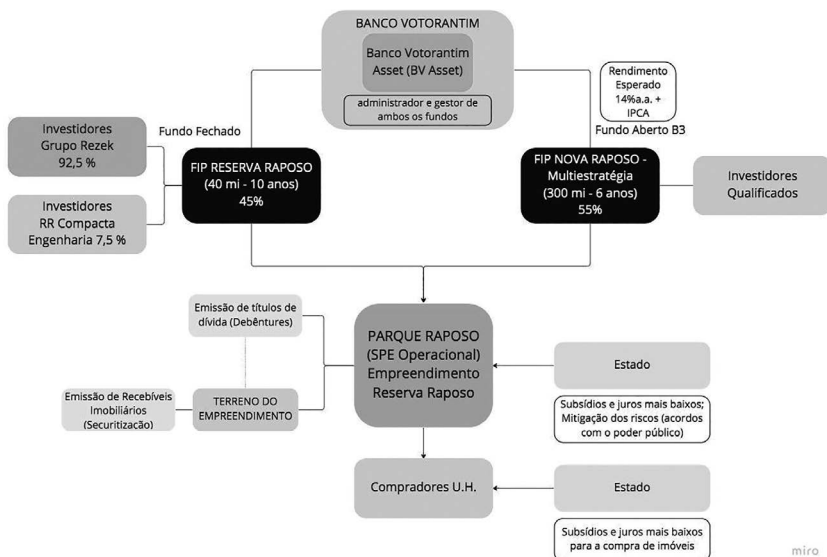 BANCO VOTORANTIM
Banco Votorantim
Asset (BV Asset)
administrador e gestor de
ambos os fundos
Rendimento
Esperado
14%a.a. +
IPCA
Fundo Fechado
Fundo Aberto B3
Investidores
Grupo Rezek
92,5 %
Investidores
RR Compacta
Engenharia 7,5 %
FIP RESERVA RAPOSO
(40 mi - 10 anos)
45%
FIP NOVA RAPOSO -
Multiestratégia
(300 mi - 6 anos)
55%
Investidores
Qualificados
Emissão de títulos de
dívida (Debêntures)
Emissão de Recebíveis
Imobiliários
(Securitização)
TERRENO DO
EMPREENDIMENTO
PARQUE RAPOSO
(SPE Operacional)
Empreendimento
Reserva Raposo
Estado
Subsídios e juros mais baixos;
Mitigação dos riscos (acordos
com o poder público)
Compradores U.H.
Estado
Subsídios e juros mais baixos
para a compra de imóveis
miro